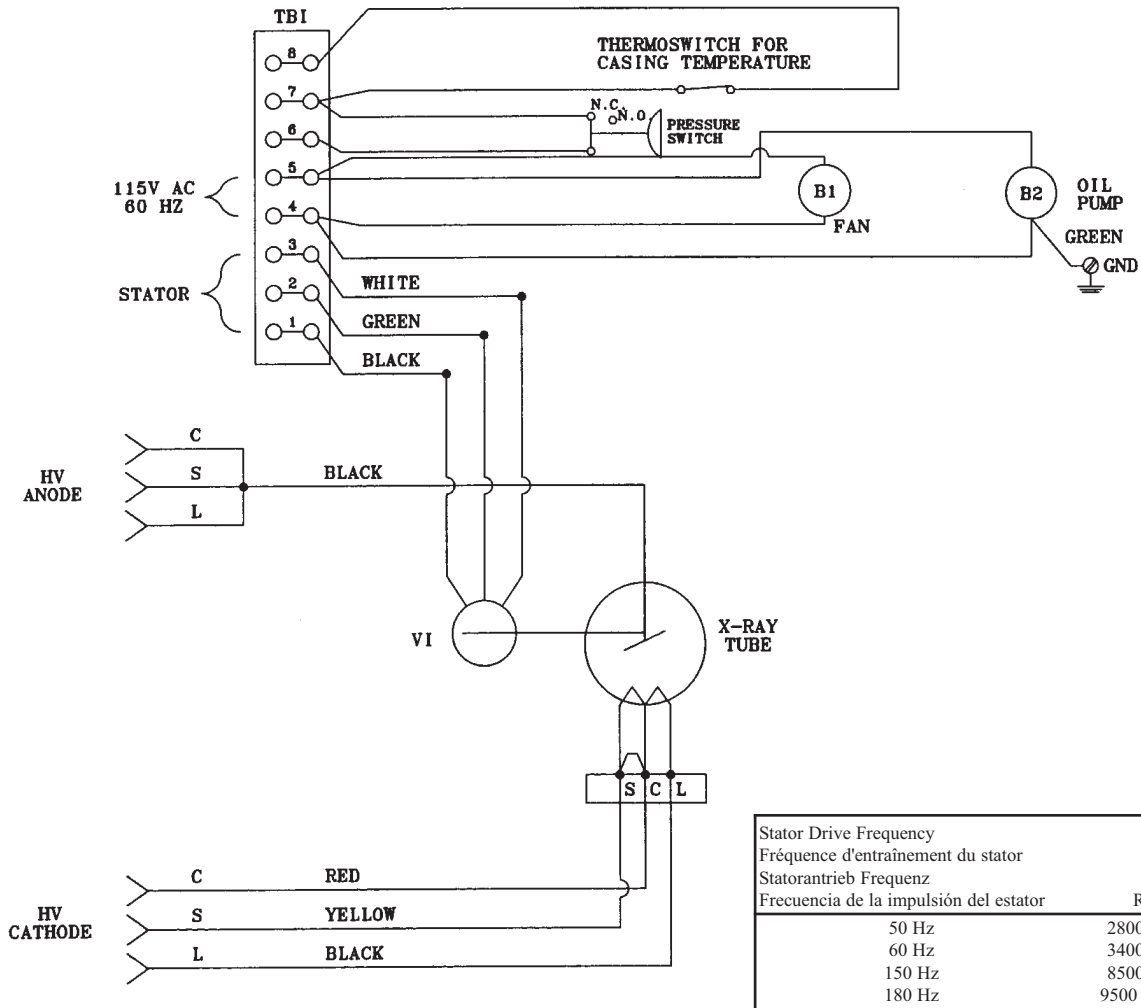 TBI
8
7
6
5
4
3
2
1
THERMOSWITCH FOR
CASING TEMPERATURE
N.C.
N.O
PRESSURE
SWITCH
115V AC
60 HZ
STATOR
B1
FAN
B2
OIL
PUMP
GREEN
GND
WHITE
GREEN
BLACK
HV
ANODE
C
S
L
BLACK
VI
X-RAY
TUBE
S C L
HV
CATHODE
C RED
S YELLOW
L BLACK
Stator Drive Frequency
Fréquence d'entraînement du stator
Statorantrieb Frequenz
Frecuencia de la impulsión del estator R
50 Hz 2800
60 Hz 3400
150 Hz 8500
180 Hz 9500